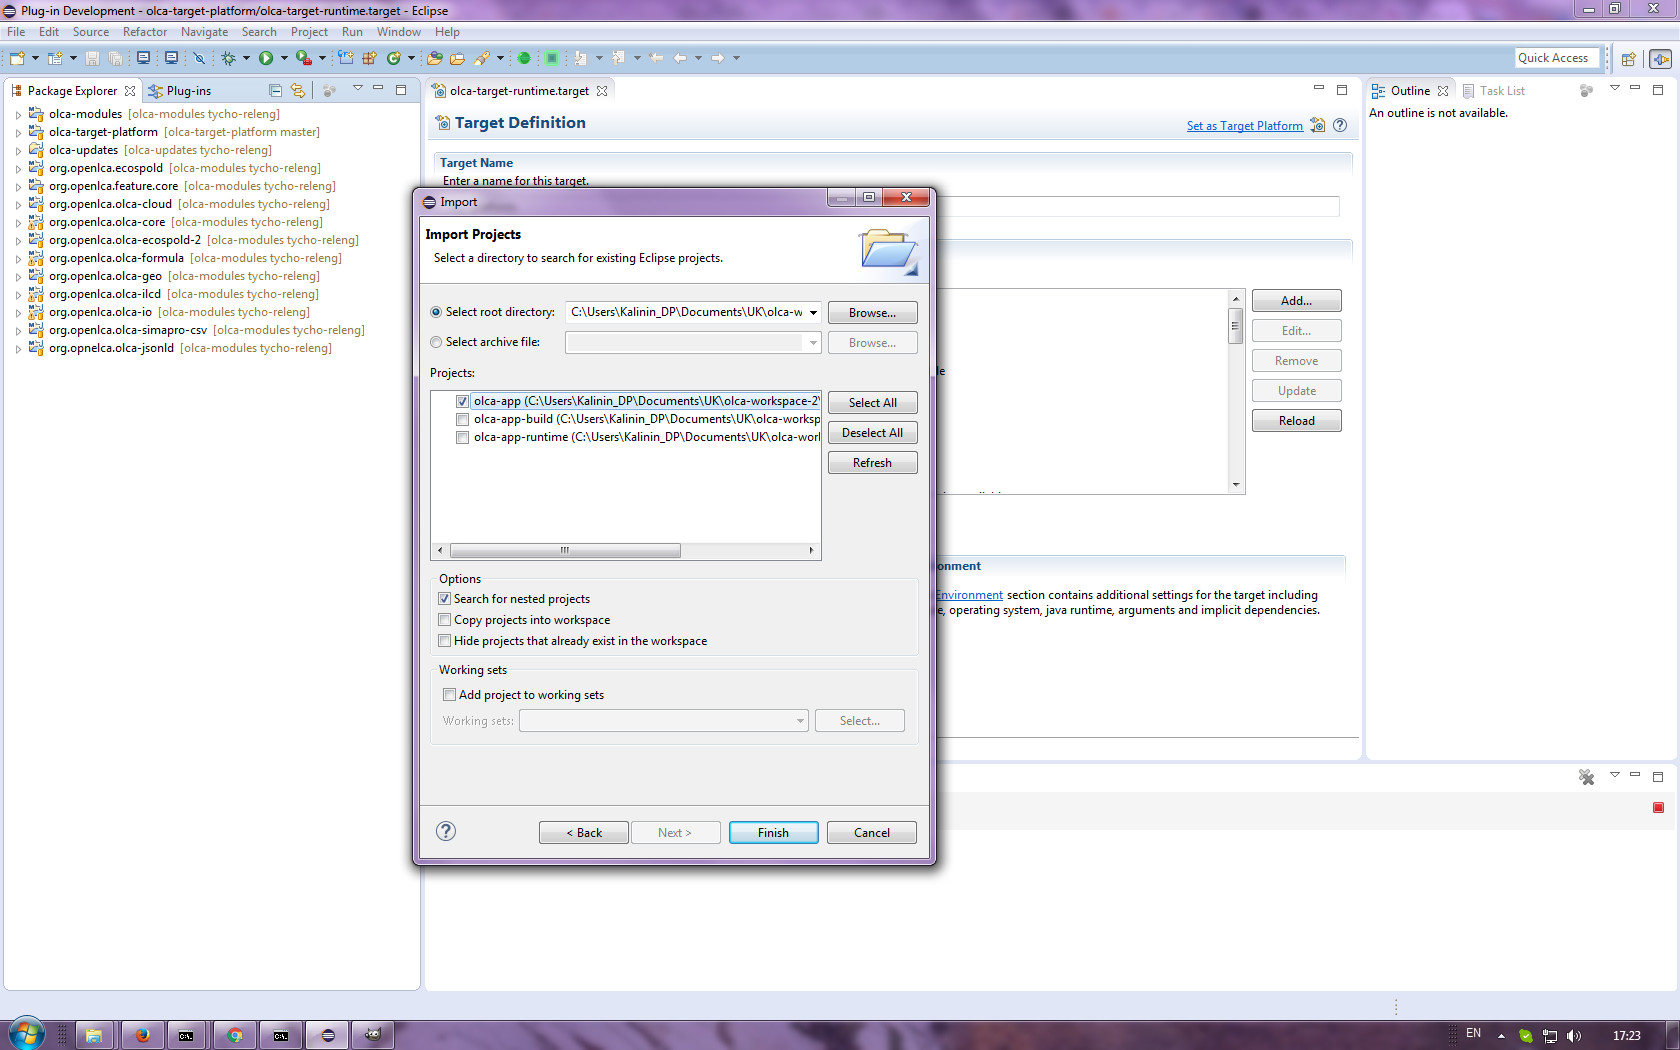 Plug-in Development - olca-target-platform/olca-target-runtime.target - Eclipse
File Edit Source Refactor Navigate Search Project Run Window Help
Quick Access
Package Explorer
Plug-ins
olca-modules [olca-modules tycho-releng]
olca-target-platform [olca-target-platform master]
olca-updates [olca-updates tycho-releng]
org.openlca.ecospold [olca-modules tycho-releng]
org.openlca.feature.core [olca-modules tycho-releng]
org.openlca.olca-cloud [olca-modules tycho-releng]
org.openlca.olca-core [olca-modules tycho-releng]
org.openlca.olca-ecospold-2 [olca-modules tycho-releng]
org.openlca.olca-formula [olca-modules tycho-releng]
org.openlca.olca-geo [olca-modules tycho-releng]
org.openlca.olca-ilcd [olca-modules tycho-releng]
org.openlca.olca-io [olca-modules tycho-releng]
org.openlca.olca-simapro-csv [olca-modules tycho-releng]
org.opnelca.olca-jsonld [olca-modules tycho-releng]
olca-target-runtime.target
Target Definition
Set as Target Platform
Target Name
Enter a name for this target.
Add...
Edit...
Remove
Update
Reload
le
onment
Environment section contains additional settings for the target including
e, operating system, java runtime, arguments and implicit dependencies.
Outline
Task List
An outline is not available.
Import
Import Projects
Select a directory to search for existing Eclipse projects.
Select root directory: C:\Users\Kalinin_DP\Documents\UK\olca-w Browse...
Select archive file: Browse...
Projects:
olca-app (C:\Users\Kalinin_DP\Documents\UK\olca-workspace-2\
olca-app-build (C:\Users\Kalinin_DP\Documents\UK\olca-worksp
olca-app-runtime (C:\Users\Kalinin_DP\Documents\UK\olca-worl
Select All
Deselect All
Refresh
Options
Search for nested projects
Copy projects into workspace
Hide projects that already exist in the workspace
Working sets
Add project to working sets
Working sets: Select...
< Back Next > Finish Cancel
EN
17:23